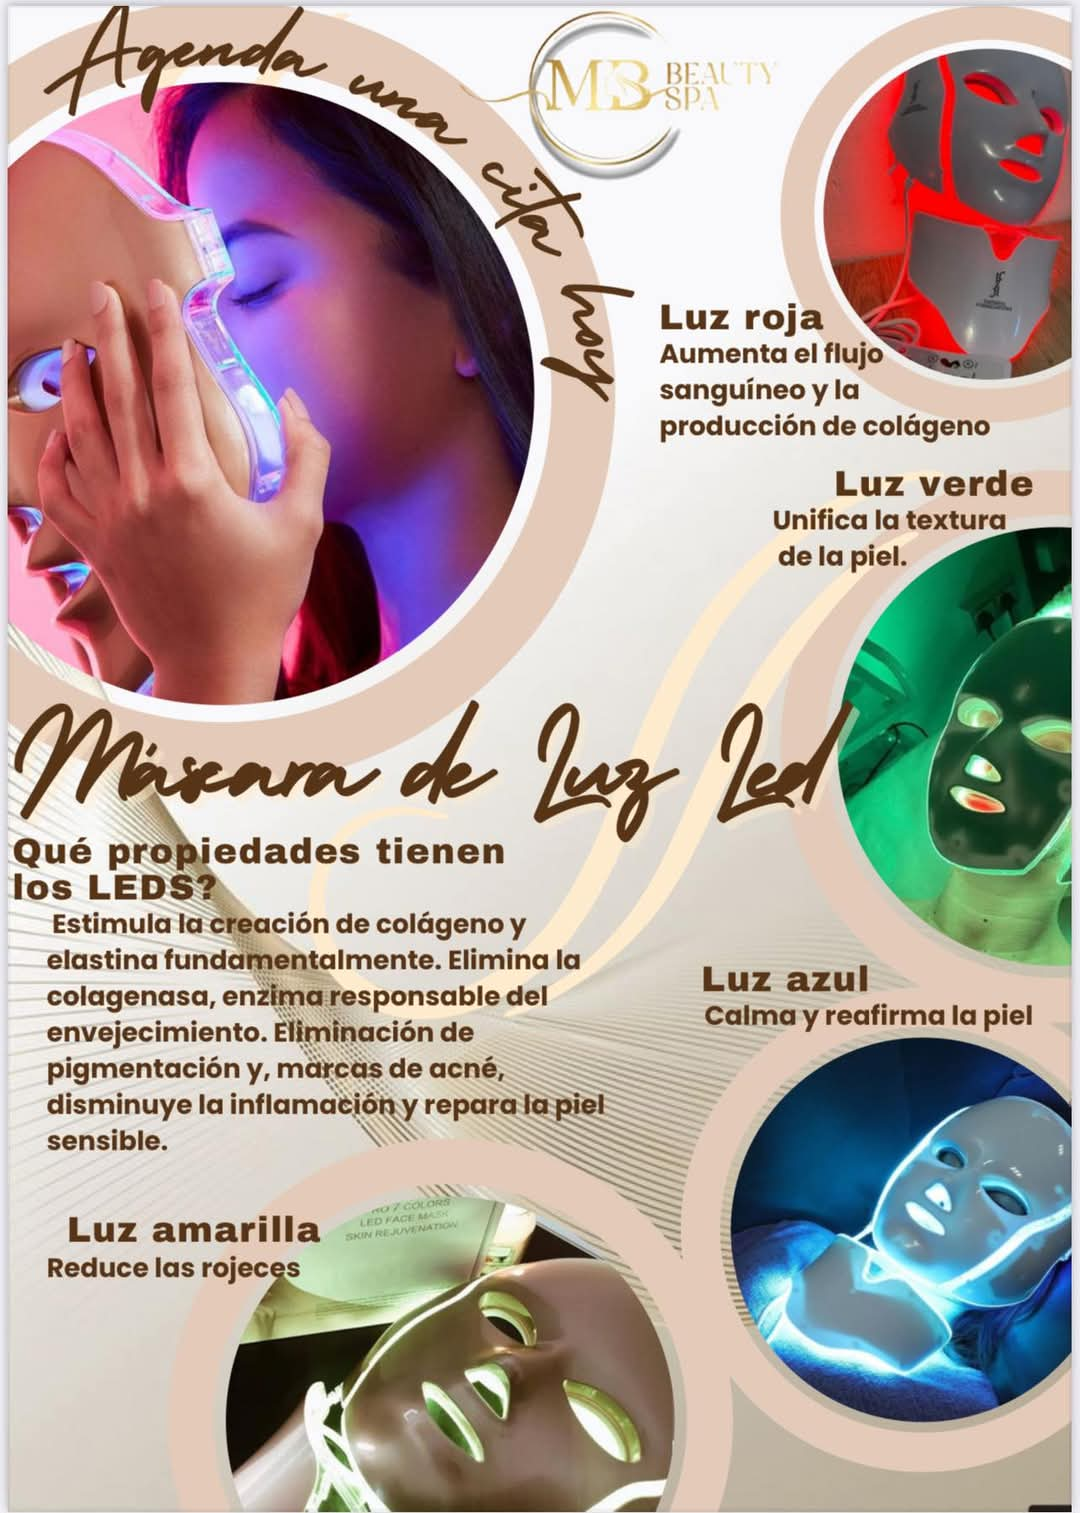 Agenda una cita hoy
M&B BEAUTY
SPA
Luz roja
Aumenta el flujo
sanguíneo y la
producción de colágeno
Luz verde
Unifica la textura
de la piel.
Máscara de Luz Led
Qué propiedades tienen
los LEDS?
Estimula la creación de colágeno y
elastina fundamentalmente. Elimina la
colagenasa, enzima responsable del
envejecimiento. Eliminación de
pigmentación y, marcas de acné,
disminuye la inflamación y repara la piel
sensible.
Luz azul
Calma y reafirma la piel
Luz amarilla
Reduce las rojeces
7 COLORS
LED FACE MASK
SKIN REJUVENATION